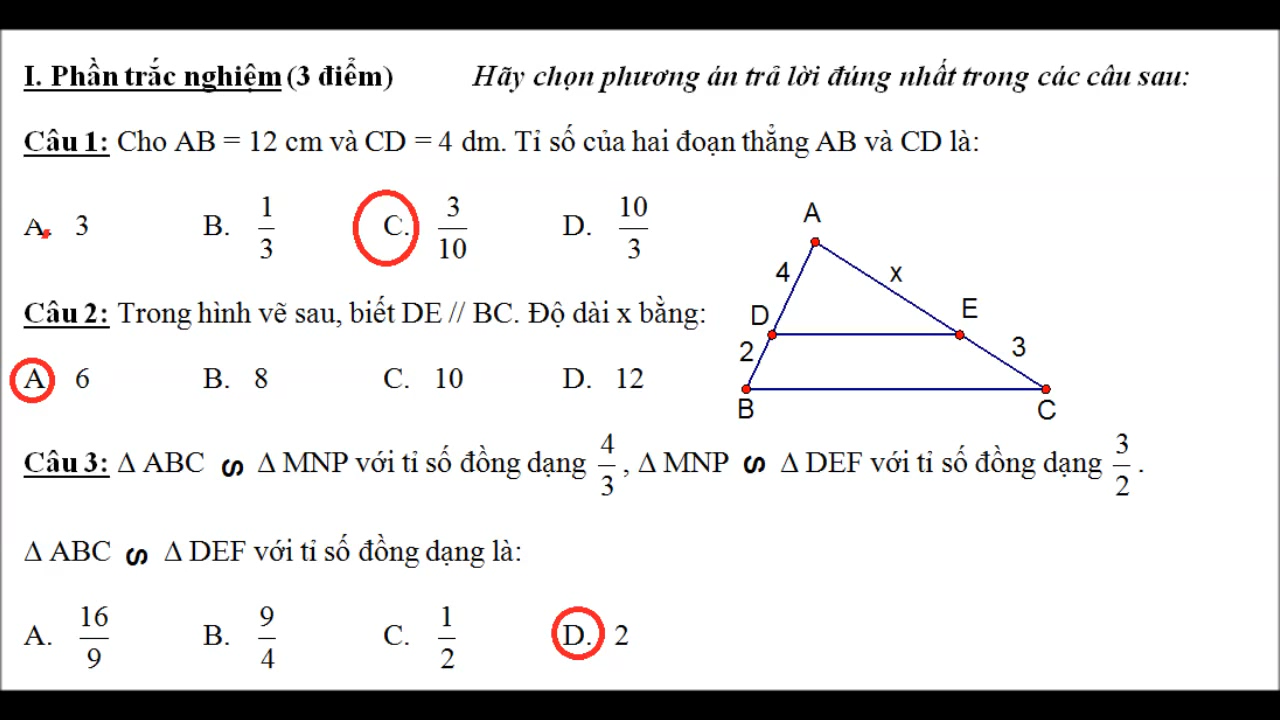 I. Phần trắc nghiệm (3 điểm) Hãy chọn phương án trả lời đúng nhất trong các câu sau:
Câu 1: Cho AB = 12 cm và CD = 4 dm. Tỉ số của hai đoạn thẳng AB và CD là:
A. 3 B. 1/3 C. 3/10 D. 10/3
Câu 2: Trong hình vẽ sau, biết DE // BC. Độ dài x bằng:
A 6 B. 8 C. 10 D. 12
A
4 x
D E
2 3
B C
Câu 3: Δ ABC ∽ Δ MNP với tỉ số đồng dạng 4/3, Δ MNP ∽ Δ DEF với tỉ số đồng dạng 3/2.
Δ ABC ∽ Δ DEF với tỉ số đồng dạng là:
A. 16/9 B. 9/4 C. 1/2 D. 2